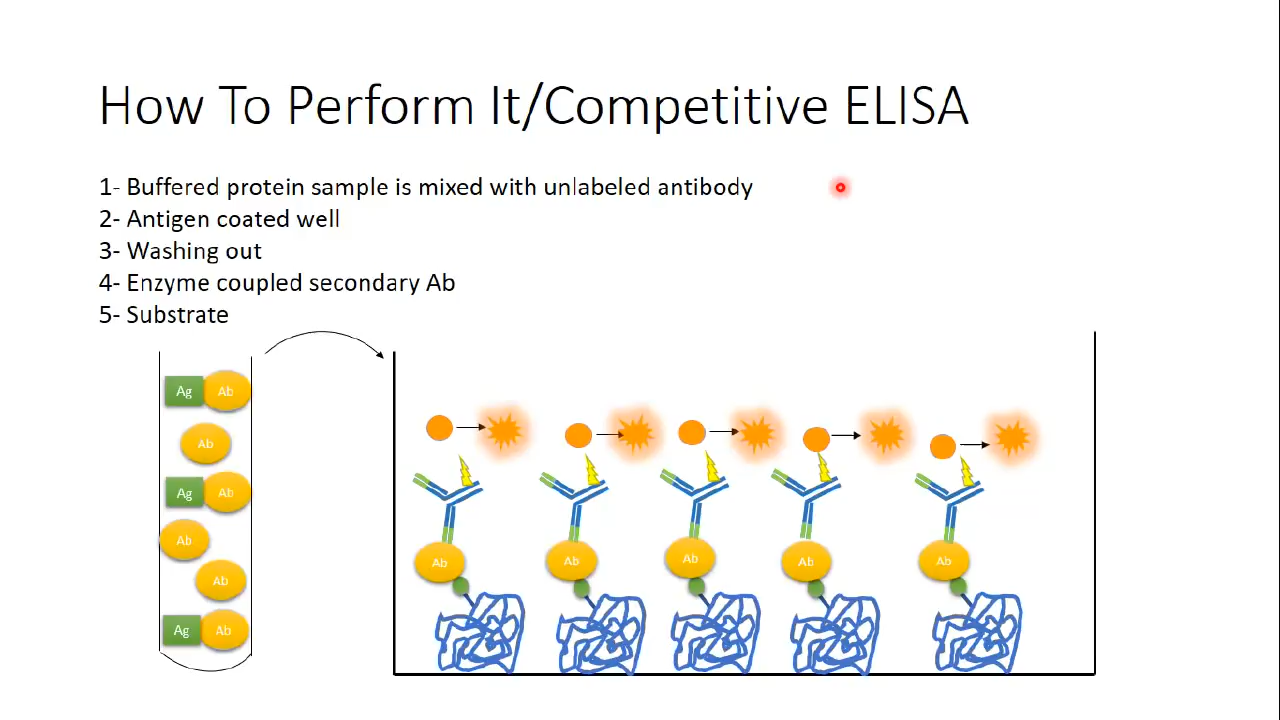 How To Perform It/Competitive ELISA
1- Buffered protein sample is mixed with unlabeled antibody
2- Antigen coated well
3- Washing out
4- Enzyme coupled secondary Ab
5- Substrate
Ag Ab
Ab
Ag Ab
Ab
Ab
Ag Ab
Ab Ab Ab Ab Ab